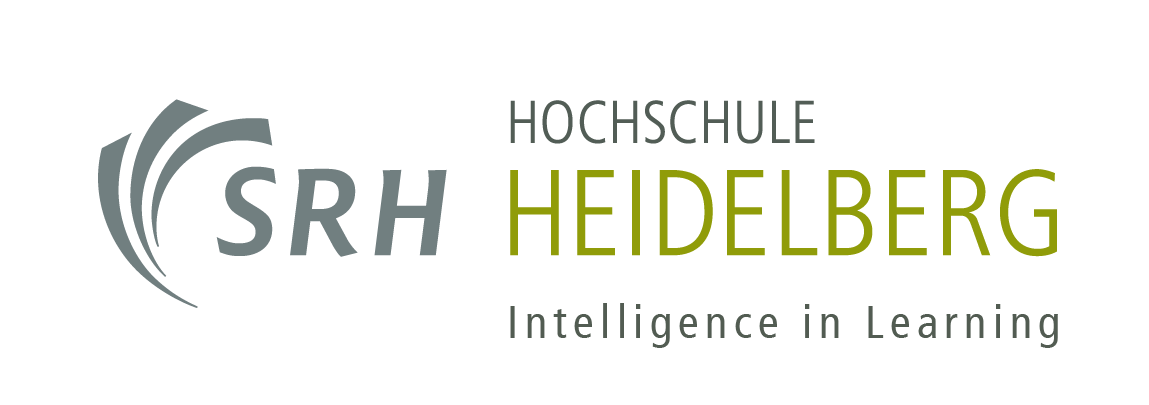 SRH
HOCHSCHULE
HEIDELBERG
Intelligence in Learning